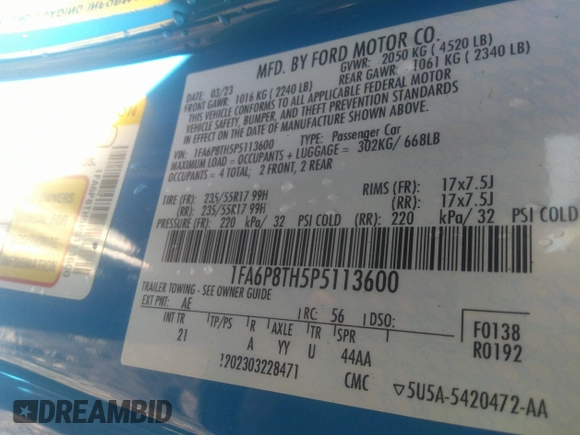 MFD. BY FORD MOTOR CO.
03/23
GVWR: 2050 KG ( 4520 LB)
FRONT GAWR: 1016 KG ( 2240 LB)
REAR GAWR: 1061 KG ( 2340 LB)
THIS VEHICLE CONFORMS TO ALL APPLICABLE FEDERAL MOTOR
VEHICLE SAFETY, BUMPER, AND THEFT PREVENTION STANDARDS
IN EFFECT ON THE DATE OF MANUFACTURE SHOWN ABOVE.
VIN: 1FA6P8TH5P5113600
TYPE: Passenger Car
MAXIMUM LOAD = OCCUPANTS + LUGGAGE = 302KG/ 668LB
OCCUPANTS = 4 TOTAL; 2 FRONT, 2 REAR
TIRE (FR): 235/55R17 99H RIMS (FR): 17x7.5J
(RR): 235/55R17 99H (RR): 17x7.5J
PRESSURE (FR): 220 kPa/ 32 PSI COLD (RR): 220 kPa/ 32 PSI COLD
1FA6P8TH5P5113600
TRAILER TOWING - SEE OWNER GUIDE
EXT PNT: AE RC: 56 DSO:
INT TR TP/PS R AXLE TR SPR
21 A YY U 44AA
F0138
R0192
!202303228471
CMC ▽5U5A-5420472-AA
DREAMBID